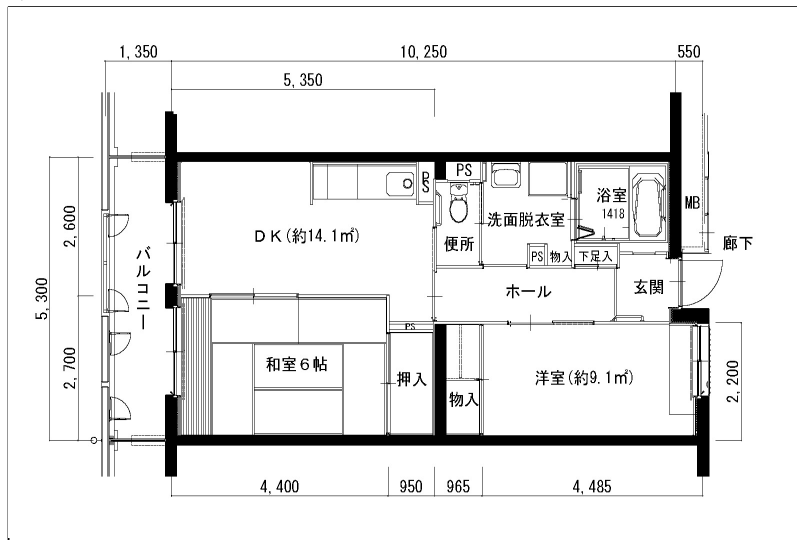 1,350
10,250
550
5,350
PS
PS
浴室
1418
MB
洗面脱衣室
DK(約14.1㎡)
便所
廊下
2,600
バルコニー
PS
物入
下足入
玄関
ホール
5,300
PS
和室6帖
押入
物入
洋室(約9.1㎡)
2,700
2,200
4,400
950
965
4,485